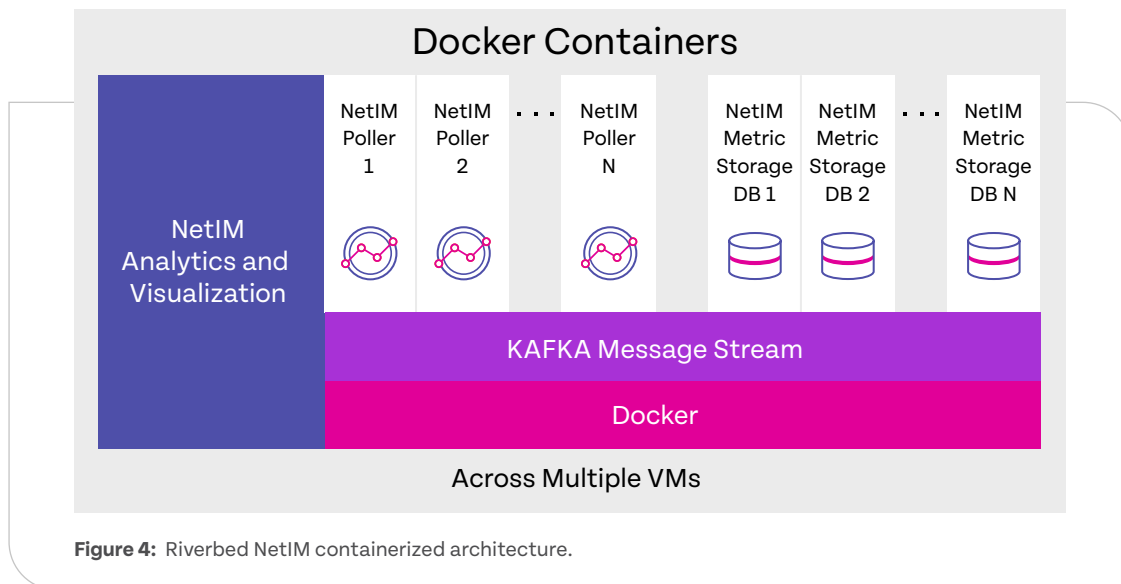 Docker Containers
NetIM
Analytics and
Visualization
NetIM
Poller
1
NetIM
Poller
2
. . .
NetIM
Poller
N
NetIM
Metric
Storage
DB 1
NetIM
Metric
Storage
DB 2
. . .
NetIM
Metric
Storage
DB N
KAFKA Message Stream
Docker
Across Multiple VMs
Figure 4: Riverbed NetIM containerized architecture.